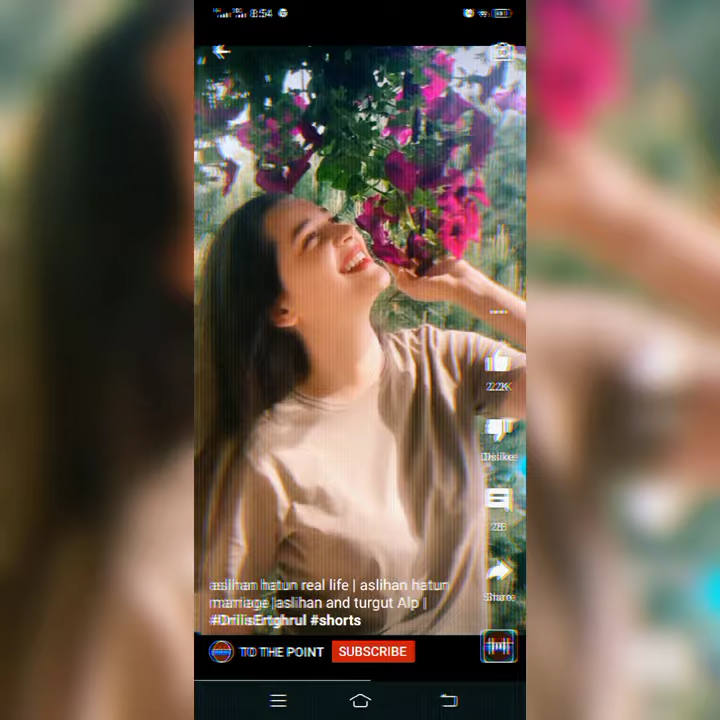 8:54
22K
Dislike
28
Share
aslihan hatun real life | aslihan hatun
marriage |aslihan and turgut Alp |
#DrilisErtghrul #shorts
TO THE POINT
SUBSCRIBE